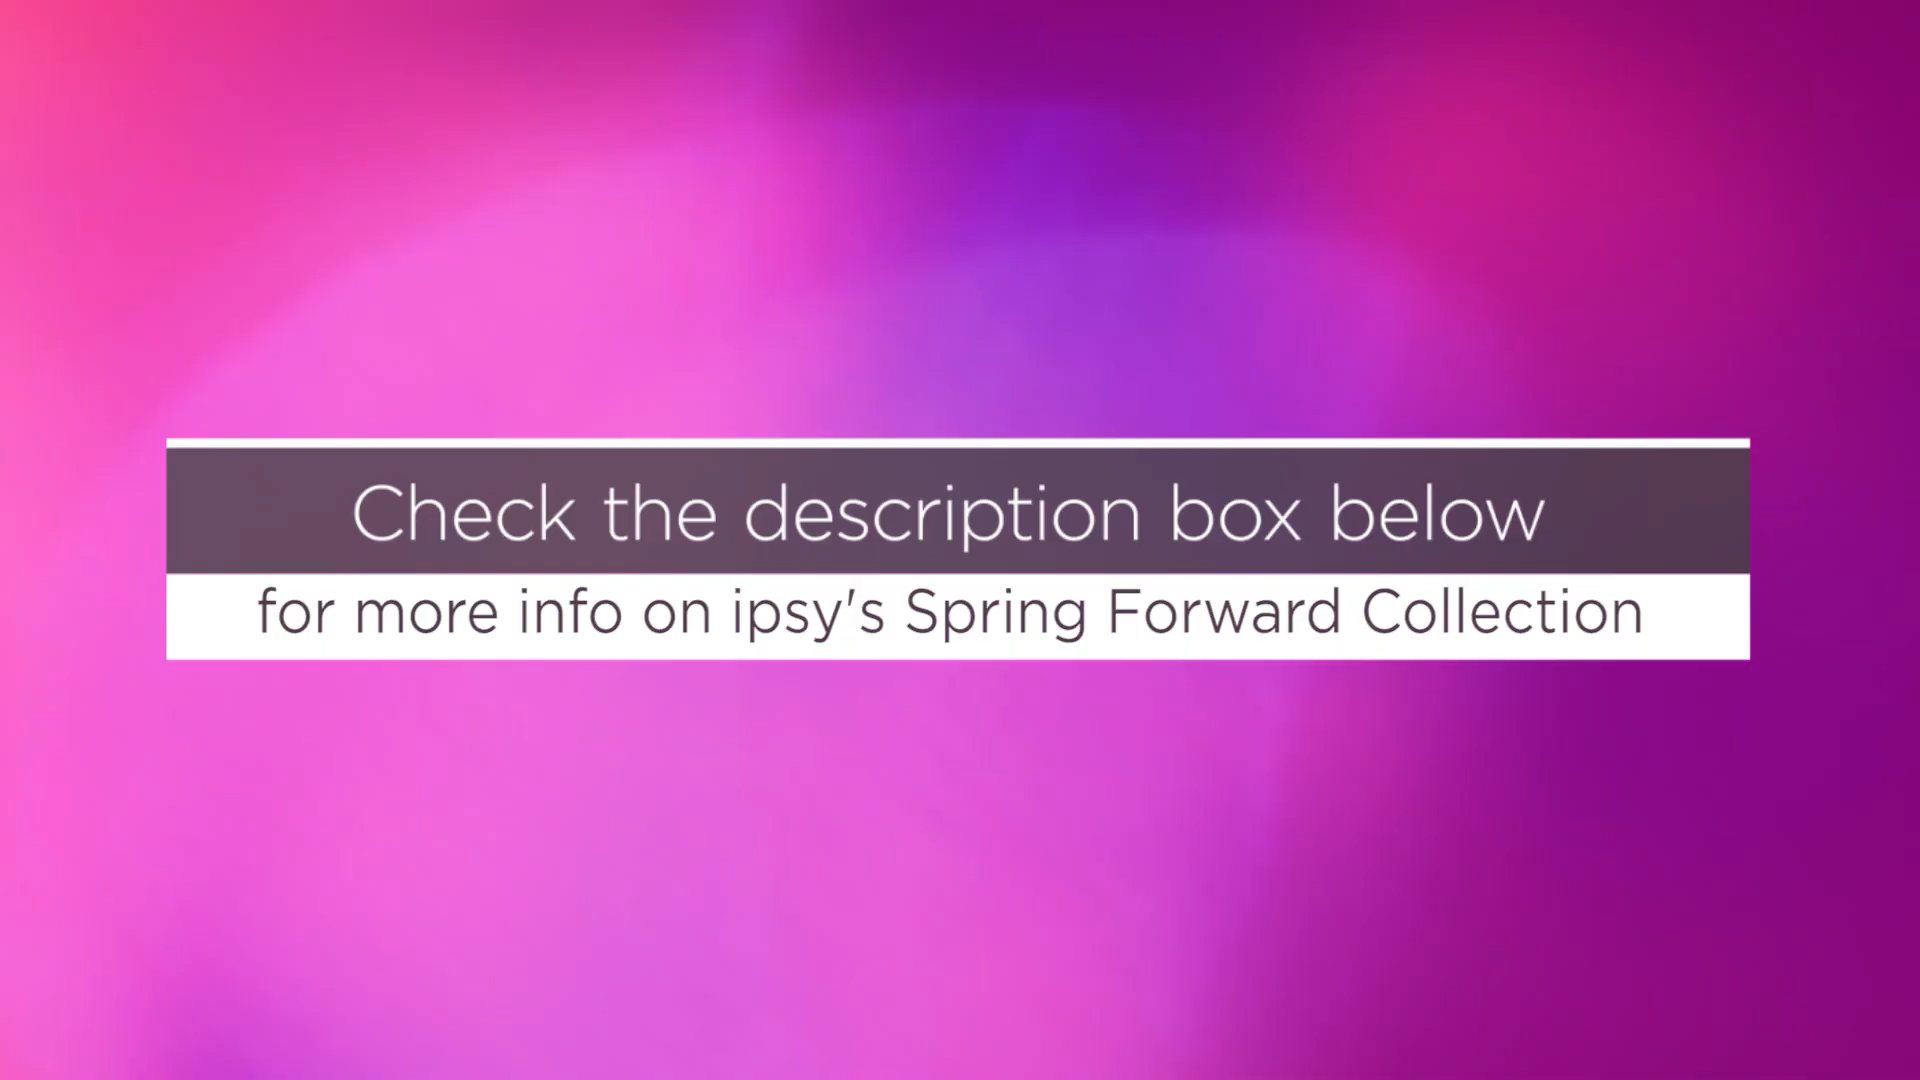 Check the description box below
for more info on ipsy's Spring Forward Collection